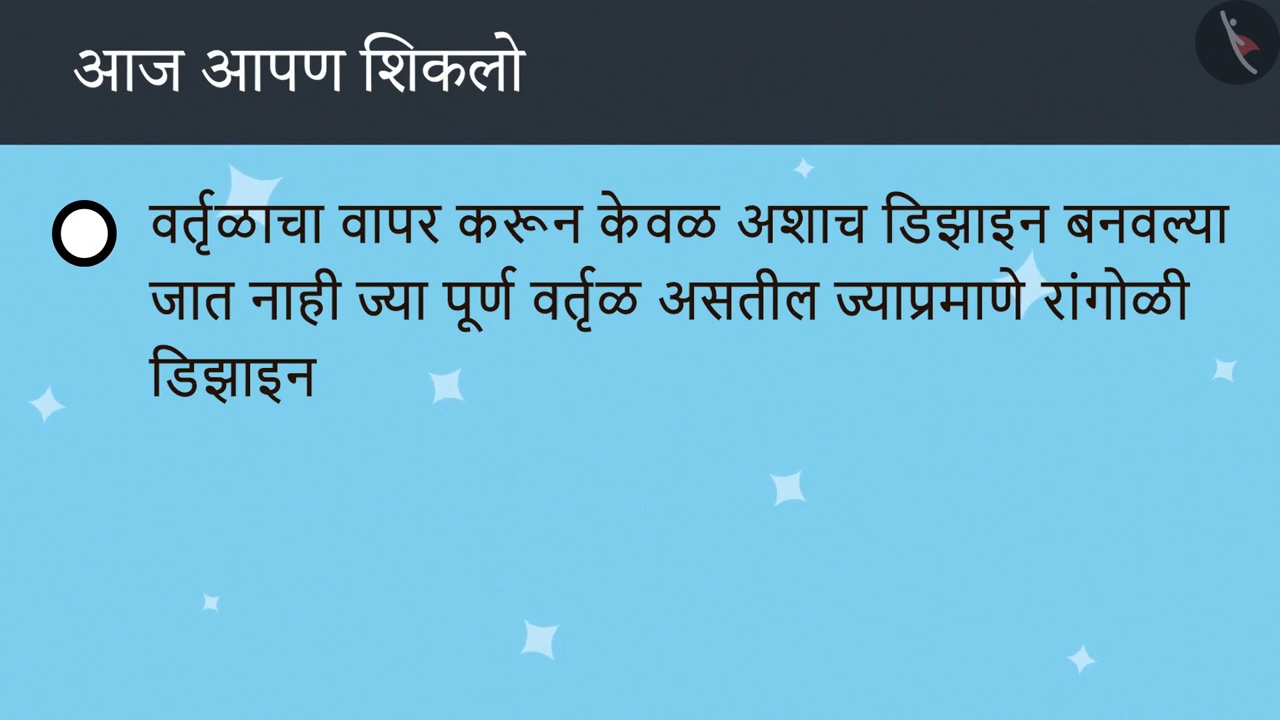 आज आपण शिकलो
वर्तृळाचा वापर करून केवळ अशाच डिझाइन बनवल्या
जात नाही ज्या पूर्ण वर्तृळ असतील ज्याप्रमाणे रांगोळी
डिझाइन